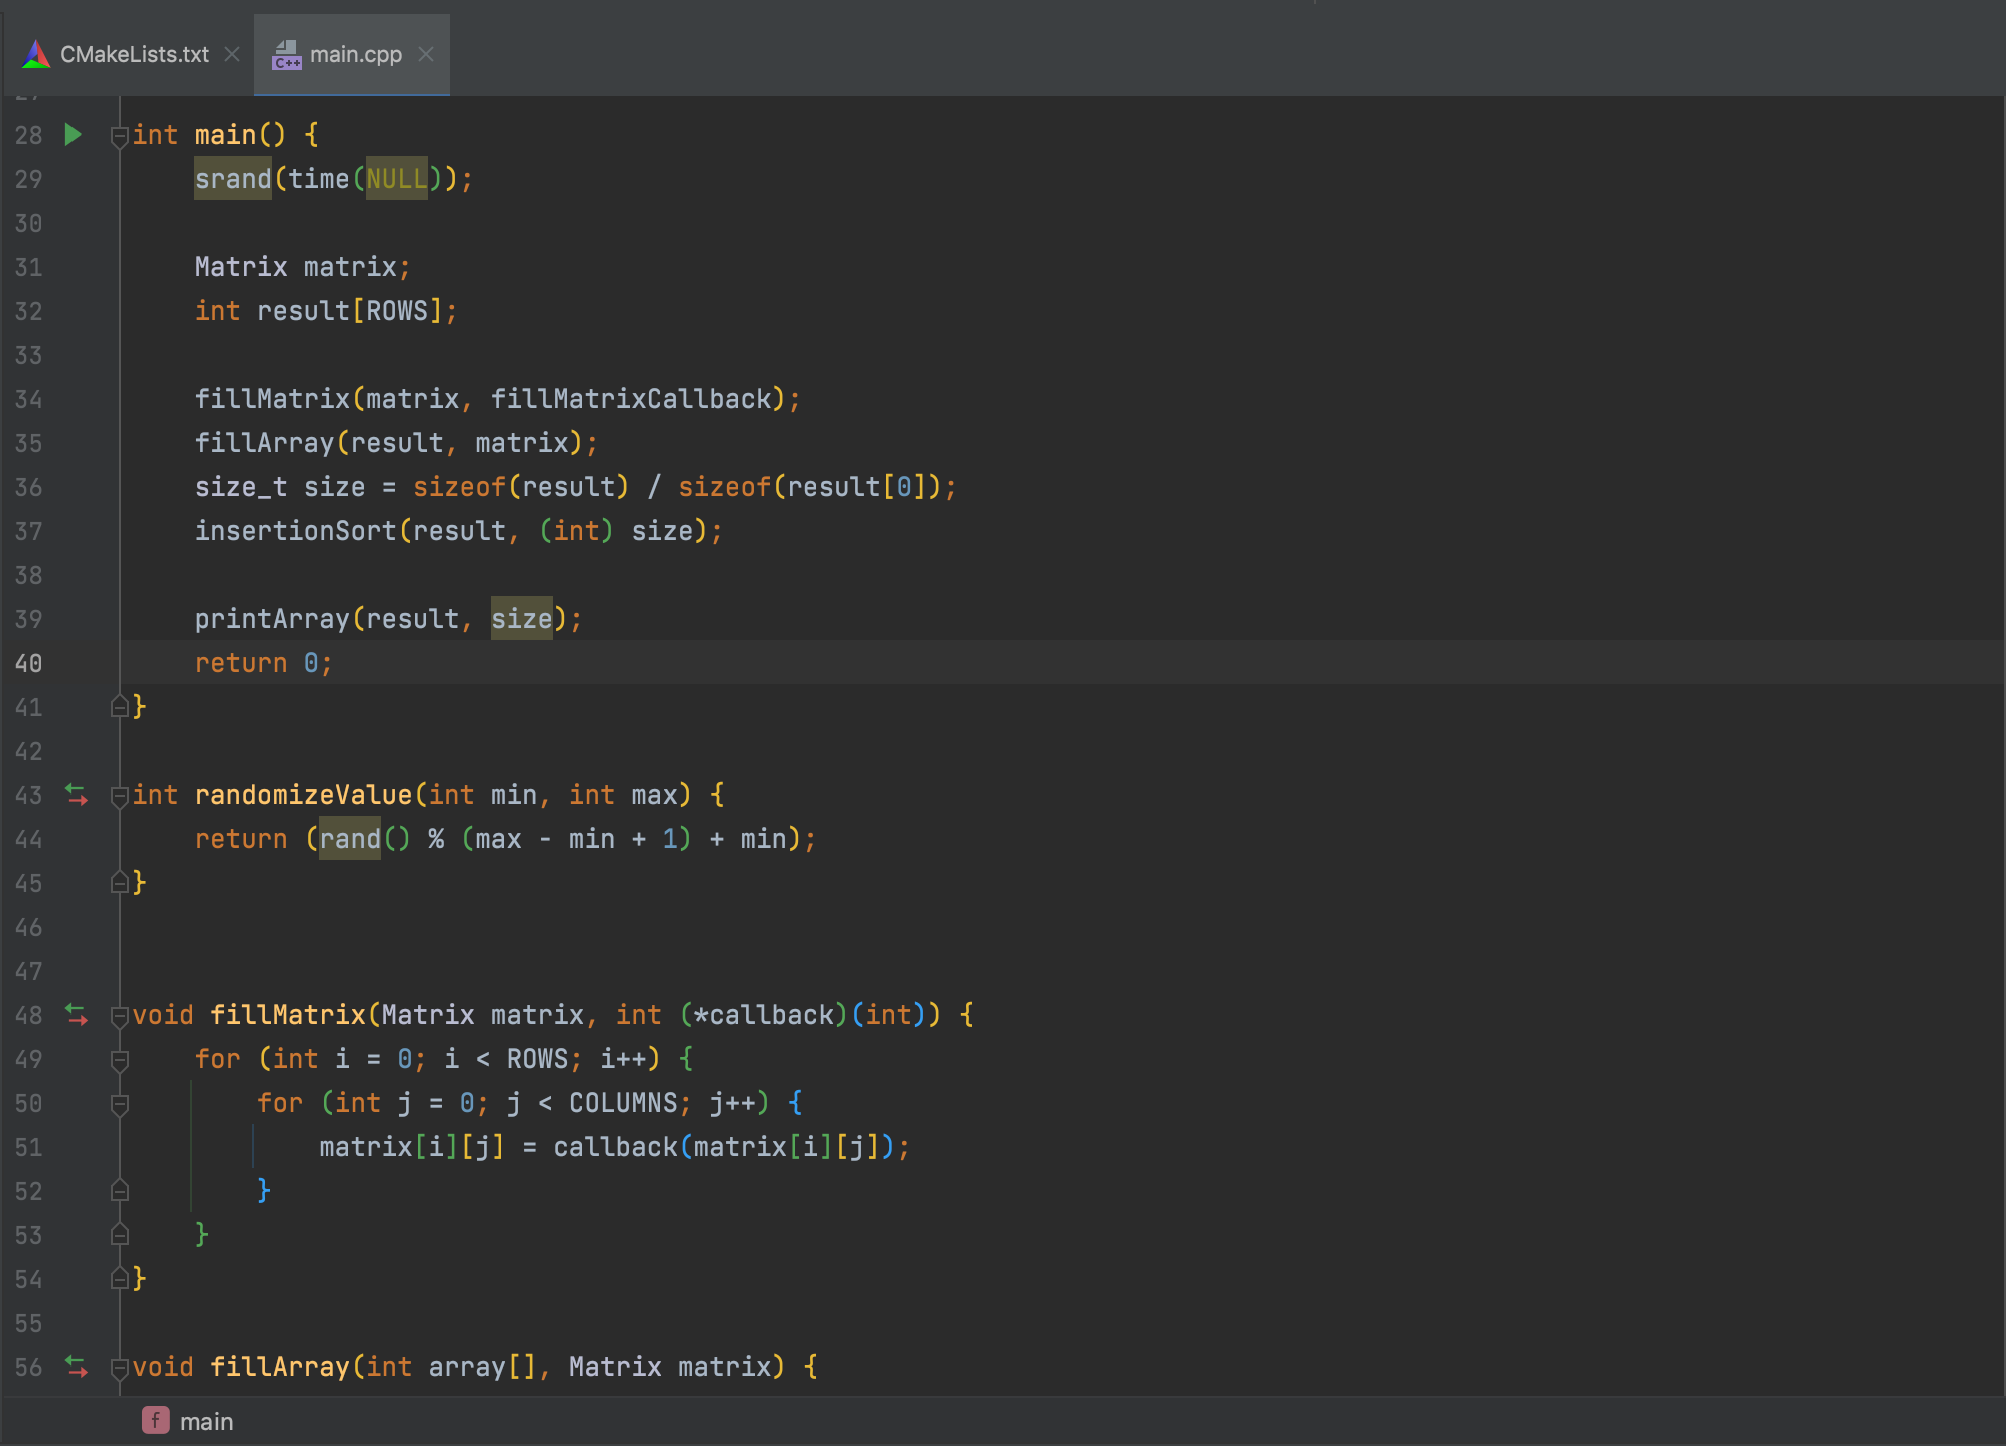 CMakeLists.txt
main.cpp
28 int main() {
29 srand(time(NULL));
30
31 Matrix matrix;
32 int result[ROWS];
33
34 fillMatrix(matrix, fillMatrixCallback);
35 fillArray(result, matrix);
36 size_t size = sizeof(result) / sizeof(result[0]);
37 insertionSort(result, (int) size);
38
39 printArray(result, size);
40 return 0;
41 }
42
43 int randomizeValue(int min, int max) {
44 return (rand() % (max - min + 1) + min);
45 }
46
47
48 void fillMatrix(Matrix matrix, int (*callback)(int)) {
49 for (int i = 0; i < ROWS; i++) {
50 for (int j = 0; j < COLUMNS; j++) {
51 matrix[i][j] = callback(matrix[i][j]);
52 }
53 }
54 }
55
56 void fillArray(int array[], Matrix matrix) {
f main